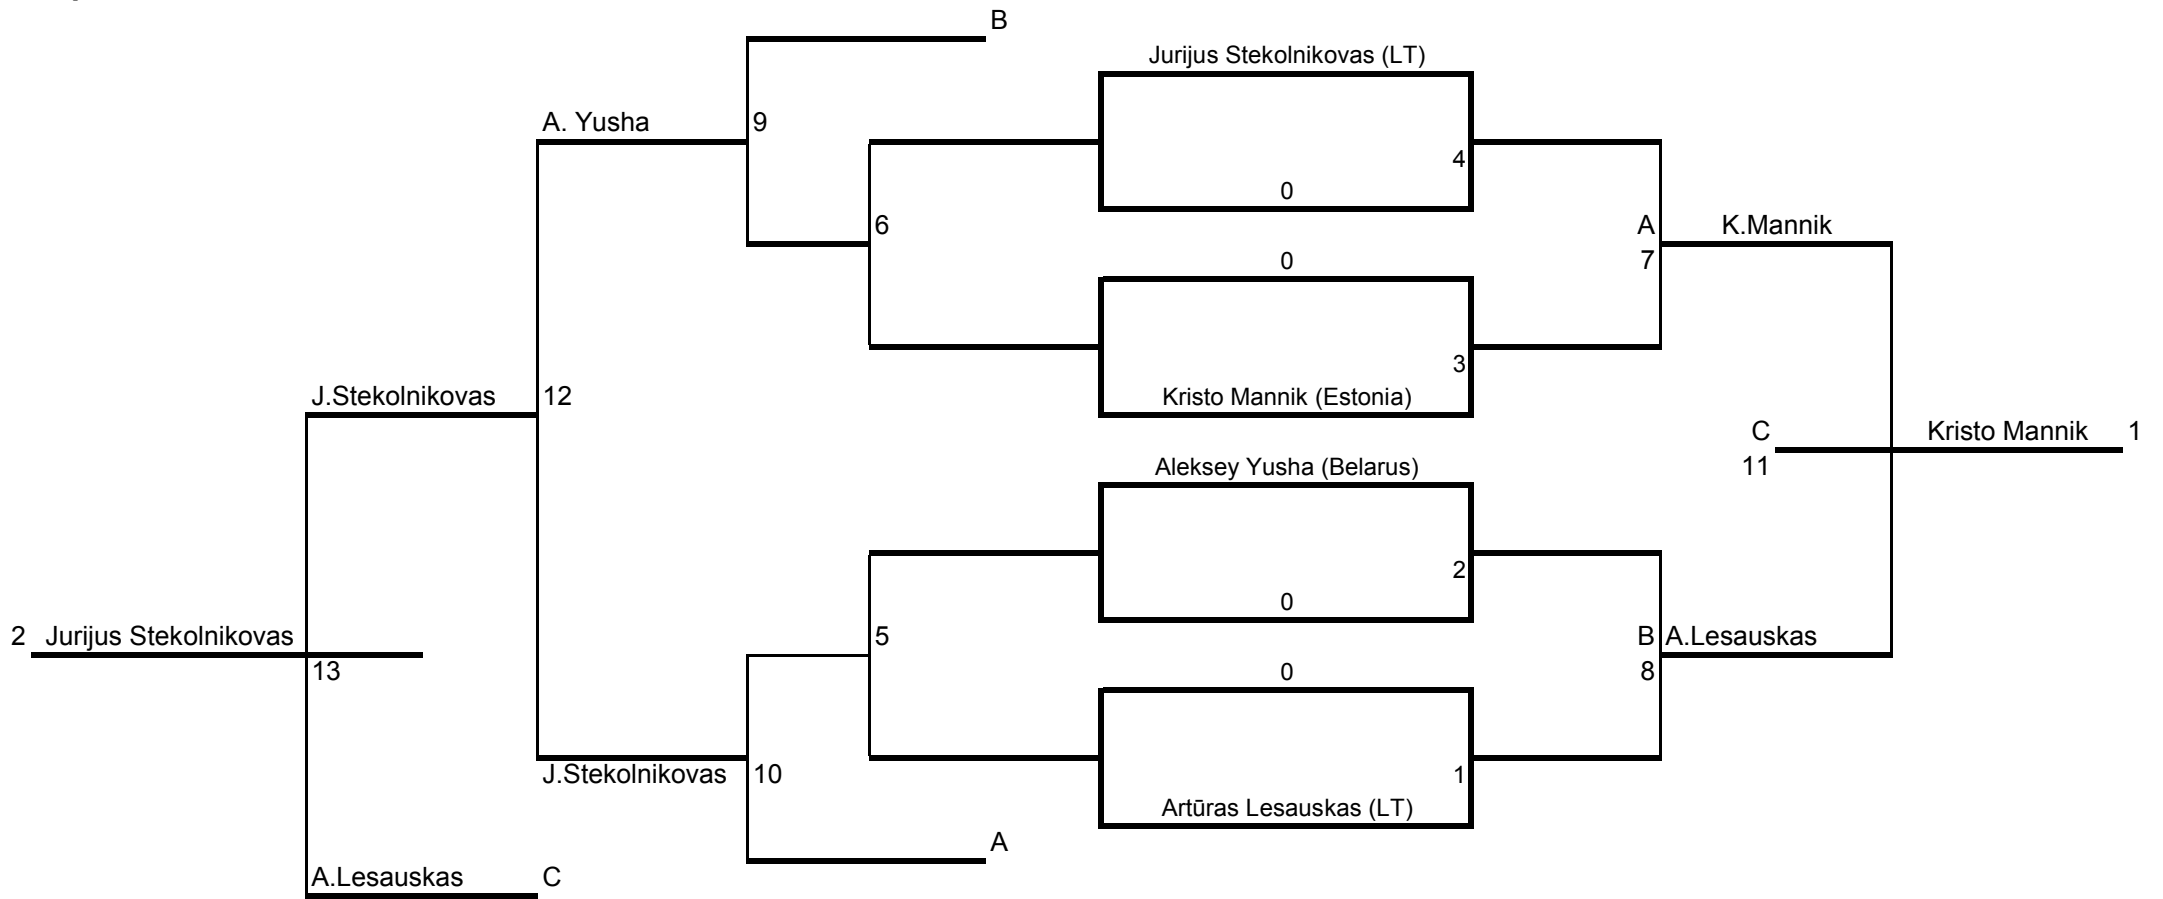 B
Jurijus Stekolnikovas (LT)
A. Yusha
9
4
0
6
A
K.Mannik
0
7
3
J.Stekolnikovas
12
Kristo Mannik (Estonia)
C
Kristo Mannik
1
11
Aleksey Yusha (Belarus)
2
0
2
Jurijus Stekolnikovas
5
B
A.Lesauskas
13
0
8
J.Stekolnikovas
10
1
Artūras Lesauskas (LT)
A
A.Lesauskas
C